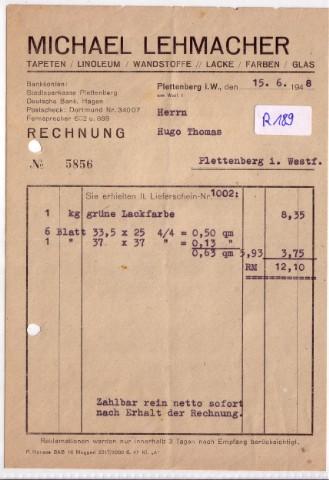 MICHAEL LEHMACHER
TAPETEN / LINOLEUM / WANDSTOFFE // LACKE / FARBEN / GLAS
Bankkonten:
Stadtsparkasse Plettenberg
Deutsche Bank, Hagen
Postscheck: Dortmund Nr. 34007
Fernsprecher 602 u. 689
Plettenberg i.W., den 15. 6. 1948
am Wall
Herrn
Hugo Thomas
R 189
RECHNUNG
№ 5856
Plettenberg i. Westf.
Sie erhielten lt. Lieferschein-Nr. 1002:
1 kg grüne Lackfarbe 8,35
6 Blatt 33,5 x 25 4/4 = 0,50 qm
1 " 37 x 37 " = 0,13 "
0,63 qm 5,93 3,75
RM 12,10
Zahlbar rein netto sofort
nach Erhalt der Rechnung.
Reklamationen werden nur innerhalb 3 Tagen nach Empfang berücksichtigt.